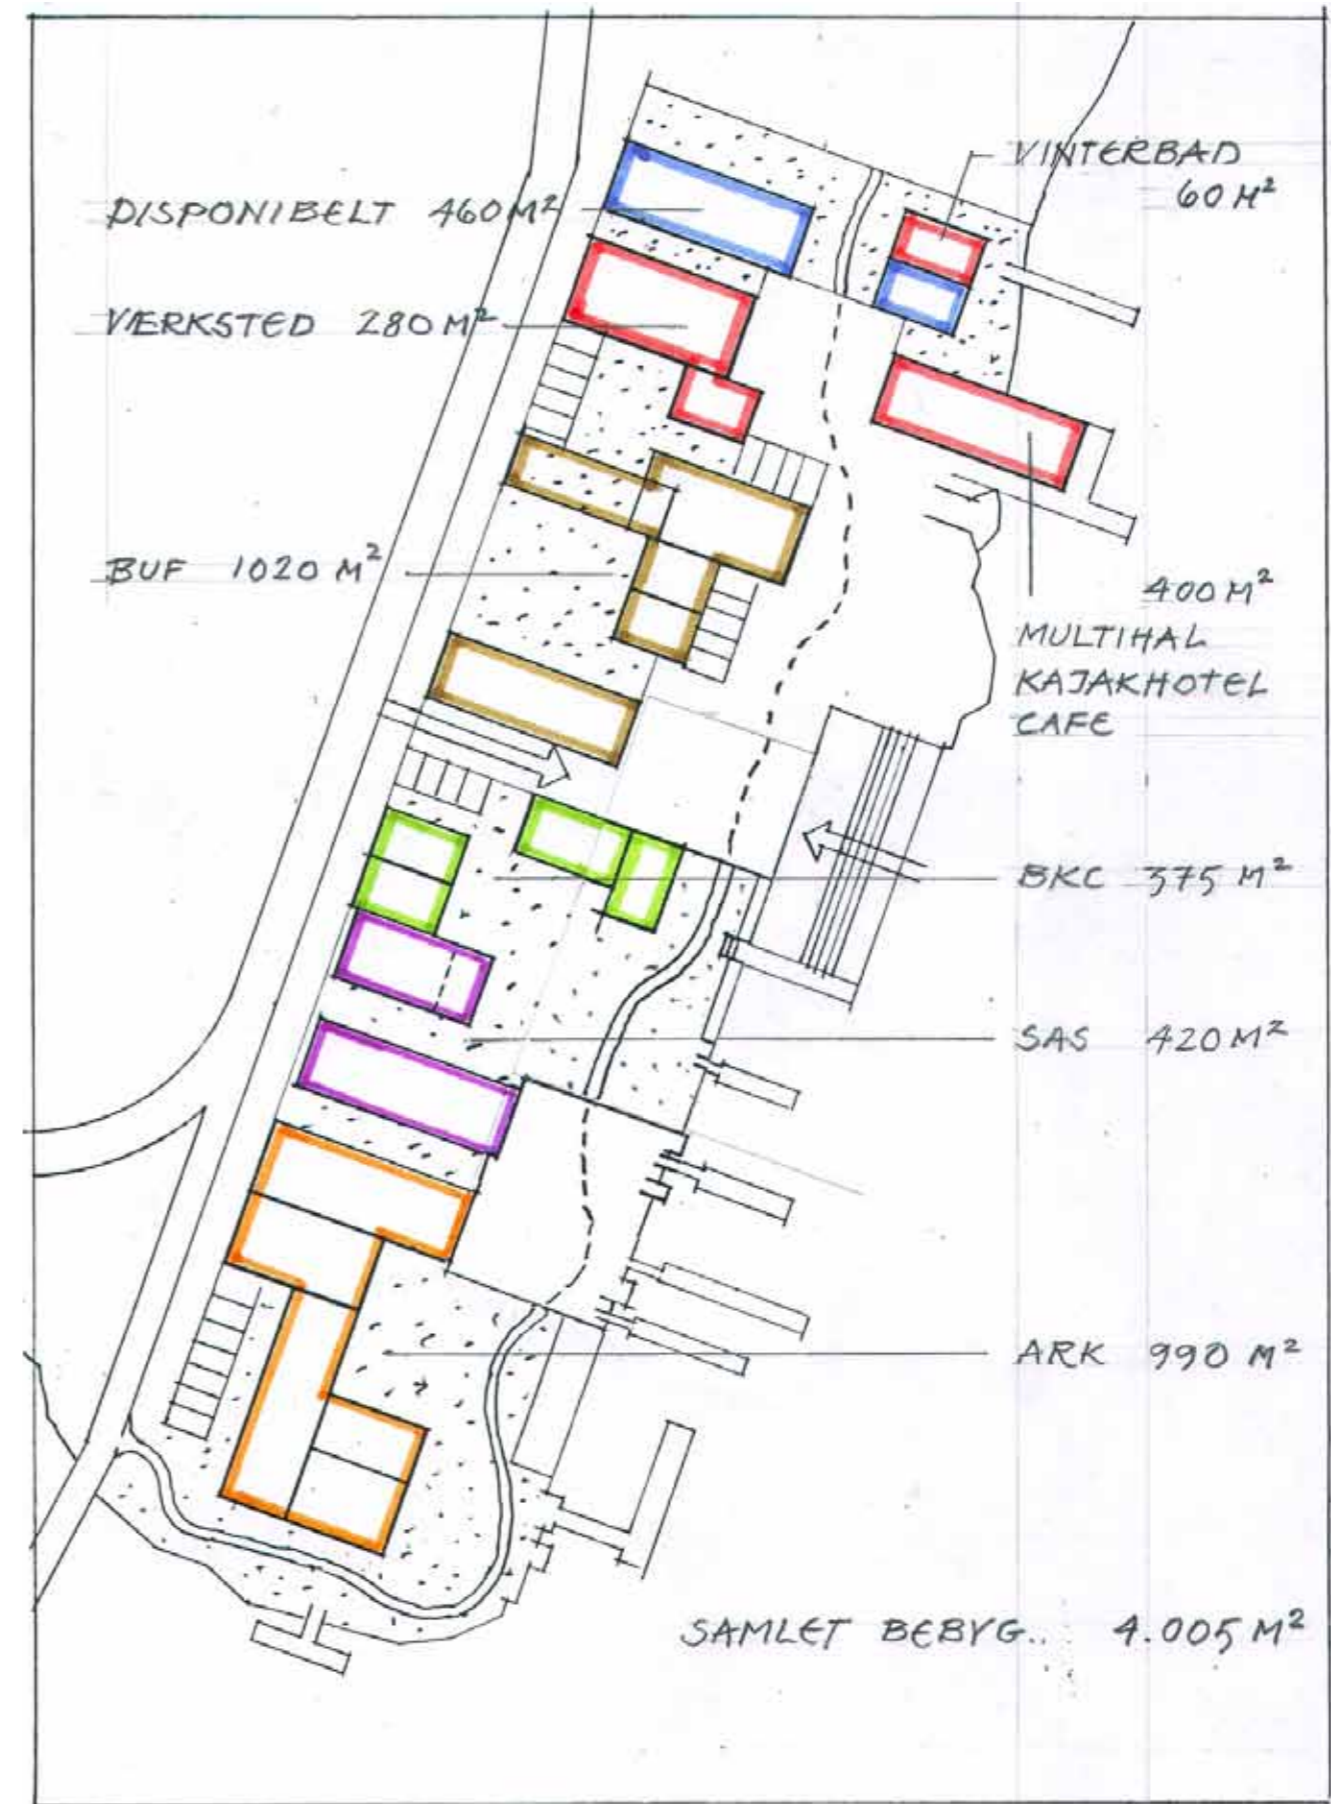 VINTERBAD
60 M²
DISPONIBELT 460 M²
VÆRKSTED 280 M²
BUF 1020 M²
400 M²
MULTIHAL
KAJAKHOTEL
CAFE
BKC 375 M²
SAS 420 M²
ARK 990 M²
SAMLET BEBYG.. 4.005 M²